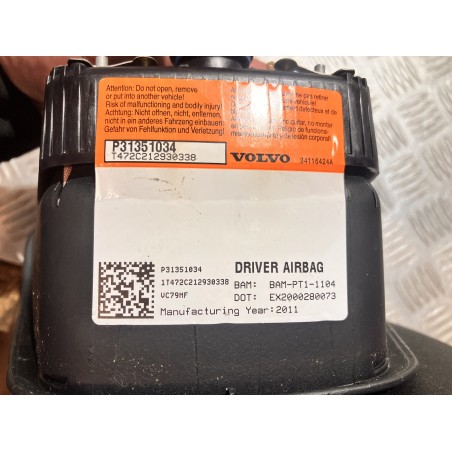 Attention: Do not open, remove
or put into another vehicle!
Risk of malfunctioning and bodily injury!
Achtung: Nicht öffnen, nicht, entfernen,
nicht in anderes Fahrzeug einbauen!
Gefahr von Fehlfunktion und Verletzung!
P31351034
T472C212930338
VOLVO
34116424A
P31351034
1T472C212930338
VC79HF
DRIVER AIRBAG
BAM: BAM-PT1-1104
DOT: EX2000280073
Manufacturing Year:2011